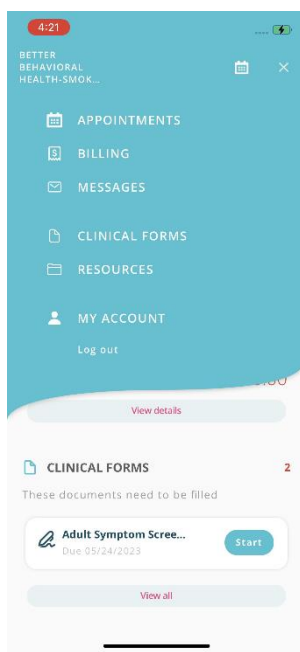 4:21
BETTER
BEHAVIORAL
HEALTH-SMOK...
APPOINTMENTS
BILLING
MESSAGES
CLINICAL FORMS
RESOURCES
MY ACCOUNT
Log out
View details
CLINICAL FORMS 2
These documents need to be filled
Adult Symptom Scree...
Due 05/24/2023
Start
View all